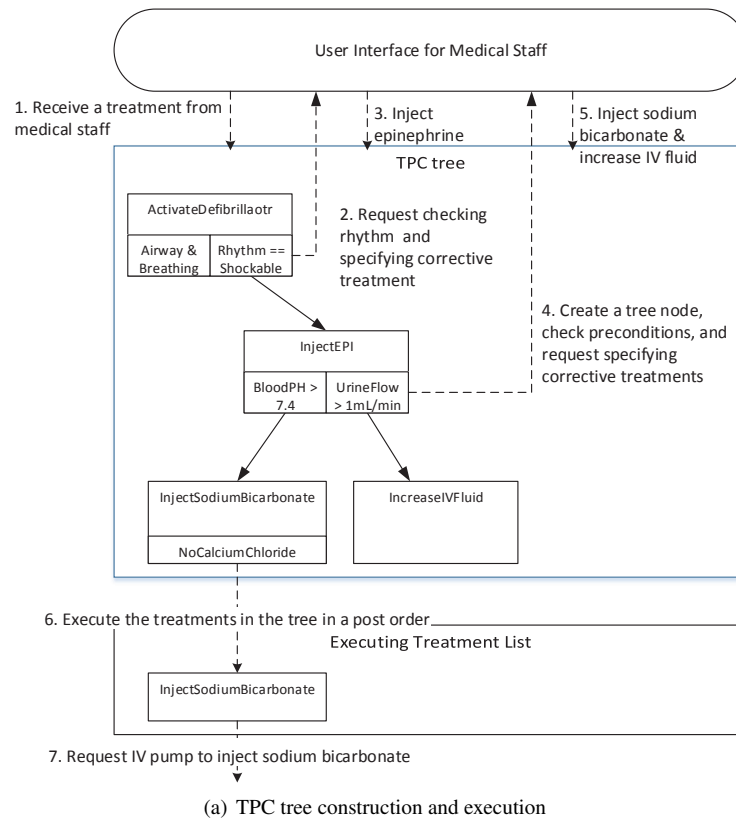 User Interface for Medical Staff
1. Receive a treatment from
medical staff
3. Inject
epinephrine
5. Inject sodium
bicarbonate &
increase IV fluid
TPC tree
ActivateDefibrillaotr
Airway &
Breathing
Rhythm ==
Shockable
2. Request checking
rhythm and
specifying corrective
treatment
4. Create a tree node,
check preconditions, and
request specifying
corrective treatments
InjectEPI
BloodPH >
7.4
UrineFlow
> 1mL/min
InjectSodiumBicarbonate
NoCalciumChloride
IncreaseIVFluid
6. Execute the treatments in the tree in a post order
Executing Treatment List
InjectSodiumBicarbonate
7. Request IV pump to inject sodium bicarbonate
(a) TPC tree construction and execution